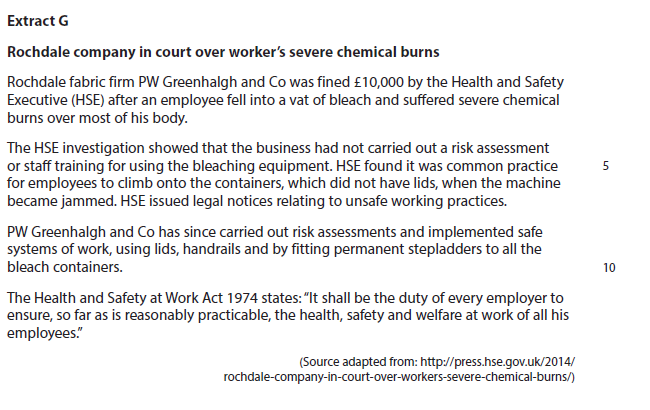 Extract G
Rochdale company in court over worker's severe chemical burns
Rochdale fabric firm PW Greenhalgh and Co was fined £10,000 by the Health and Safety
Executive (HSE) after an employee fell into a vat of bleach and suffered severe chemical
burns over most of his body.
The HSE investigation showed that the business had not carried out a risk assessment
or staff training for using the bleaching equipment. HSE found it was common practice 5
for employees to climb onto the containers, which did not have lids, when the machine
became jammed. HSE issued legal notices relating to unsafe working practices.
PW Greenhalgh and Co has since carried out risk assessments and implemented safe
systems of work, using lids, handrails and by fitting permanent stepladders to all the
bleach containers. 10
The Health and Safety at Work Act 1974 states: “It shall be the duty of every employer to
ensure, so far as is reasonably practicable, the health, safety and welfare at work of all his
employees.”
(Source adapted from: http://press.hse.gov.uk/2014/
rochdale-company-in-court-over-workers-severe-chemical-burns/)